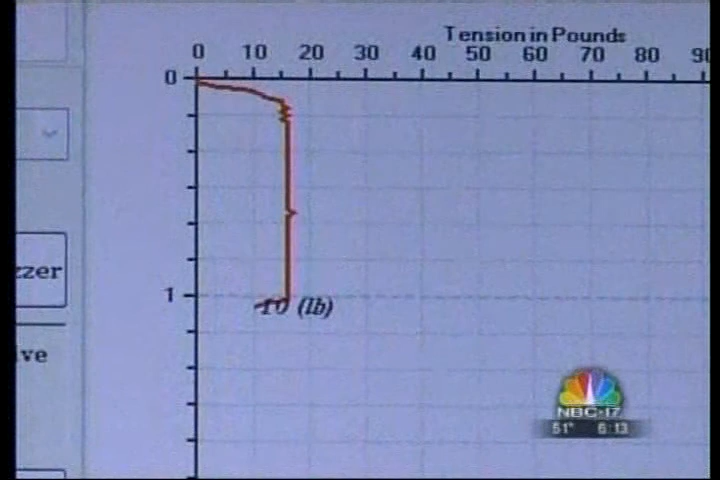 Tension in Pounds
0 10 20 30 40 50 60 70 80 90
0
zzer
1
10 (lb)
ve
NBC-17
51° 6:13